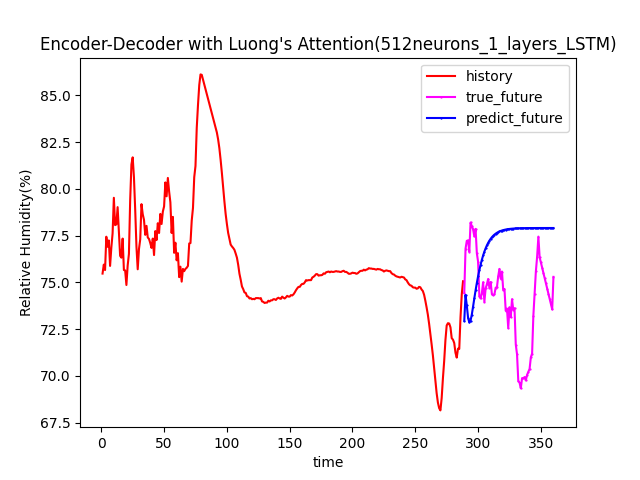 Encoder-Decoder with Luong's Attention(512neurons_1_layers_LSTM)
history
true_future
predict_future
Relative Humidity(%)
85.0
82.5
80.0
77.5
75.0
72.5
70.0
67.5
0 50 100 150 200 250 300 350
time